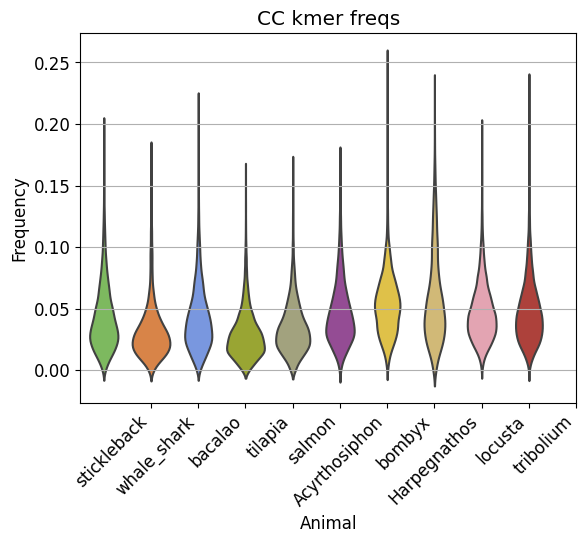 CC kmer freqs
Frequency
0.25
0.20
0.15
0.10
0.05
0.00
stickleback
whale_shark
bacalao
tilapia
salmon
Acyrthosiphon
bombyx
Harpegnathos
locusta
tribolium
Animal